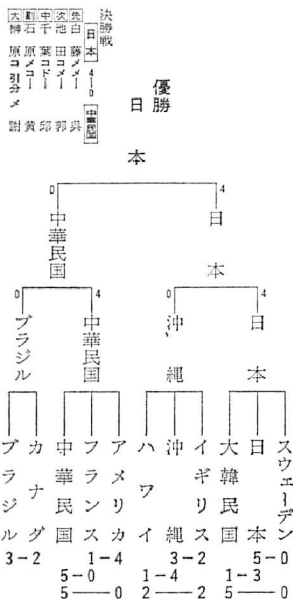 優勝
日本
決勝戦
日本 4―0 中華民国
先 白藤メメ―呉
次 池田コメ―郭
中 千葉コド―邱
副 石原メコ―黄
大 榊原コ引分メ謝
0 4
日本
中華民国
0 4 0 4
日本
沖縄
中華民国
ブラジル
スウェーデン
日本
大韓民国
イギリス
沖縄
ハワイ
アメリカ
フランス
中華民国
カナダ
ブラジル
3-2 1-4 3-2 5-0
5-0 1-4 1-3
5―0 2―2 5―0